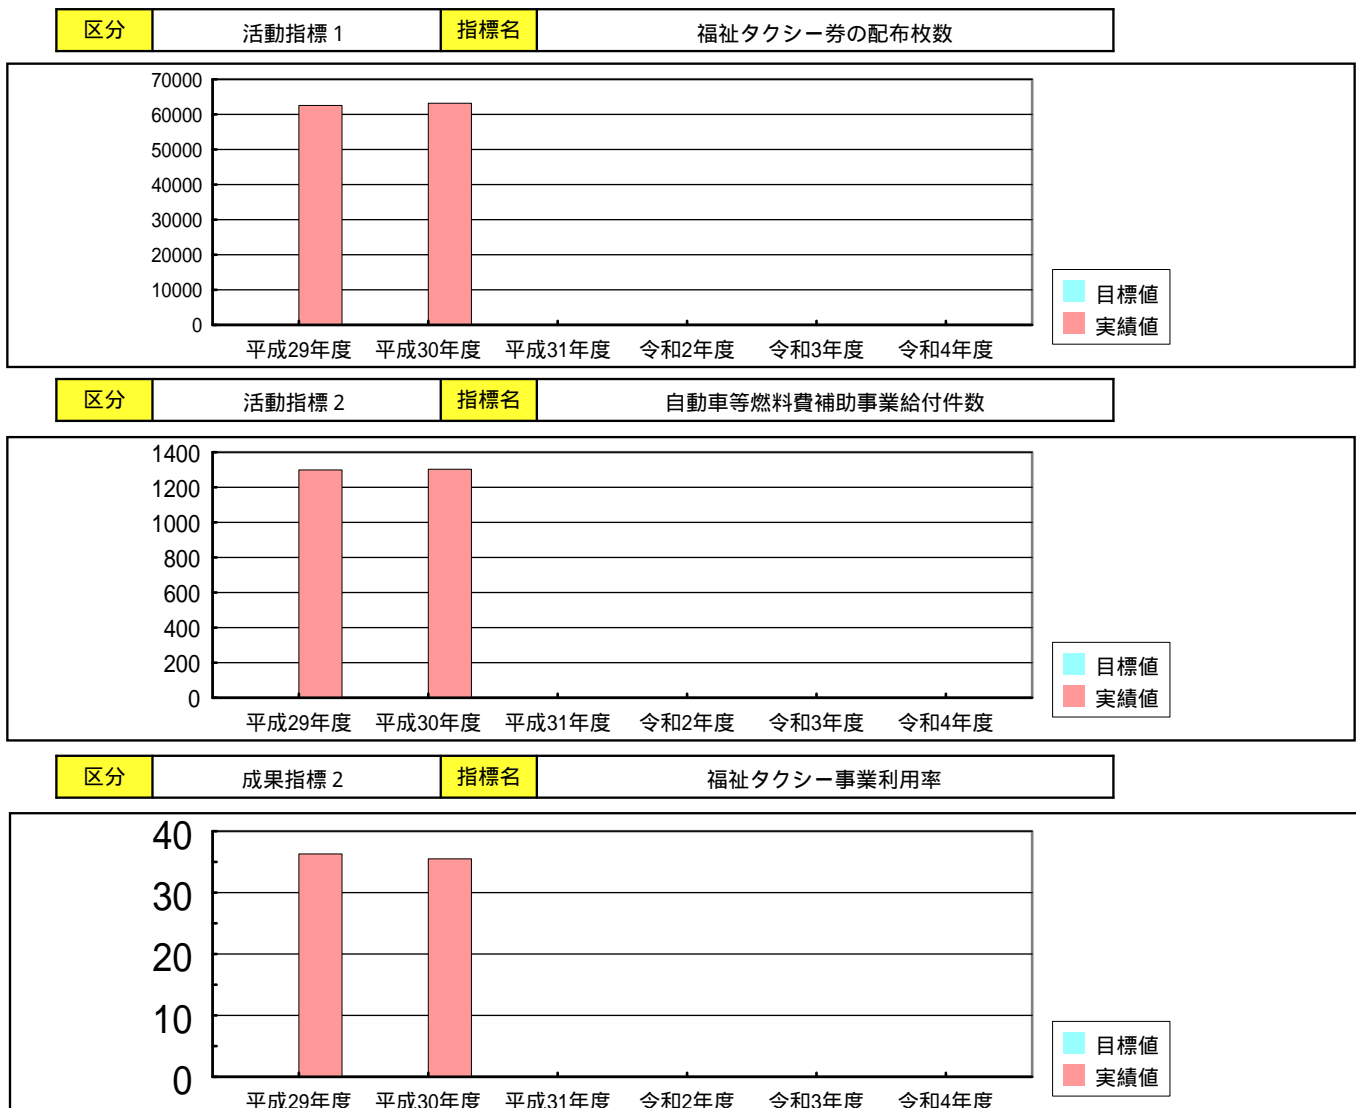 区分 活動指標１ 指標名 福祉タクシー券の配布枚数
70000
60000
50000
40000
30000
20000
10000
0
平成29年度 平成30年度 平成31年度 令和2年度 令和3年度 令和4年度
目標値
実績値
区分 活動指標２ 指標名 自動車等燃料費補助事業給付件数
1400
1200
1000
800
600
400
200
0
平成29年度 平成30年度 平成31年度 令和2年度 令和3年度 令和4年度
目標値
実績値
区分 成果指標２ 指標名 福祉タクシー事業利用率
40
30
20
10
0
平成29年度 平成30年度 平成31年度 令和2年度 令和3年度 令和4年度
目標値
実績値